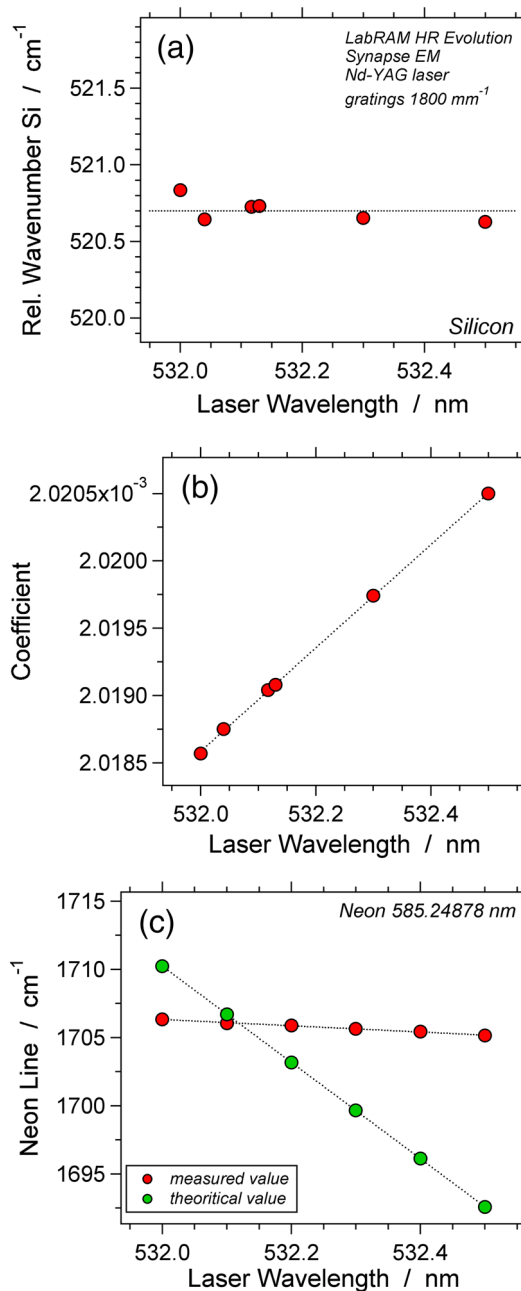 (a)
LabRAM HR Evolution
Synapse EM
Nd-YAG laser
gratings 1800 mm-1
Rel. Wavenumber Si / cm-1
521.5
521.0
520.5
520.0
Silicon
532.0 532.2 532.4
Laser Wavelength / nm
(b)
Coefficient
2.0205x10-3
2.0200
2.0195
2.0190
2.0185
532.0 532.2 532.4
Laser Wavelength / nm
(c)
Neon 585.24878 nm
Neon Line / cm-1
1715
1710
1705
1700
1695
measured value
theoritical value
532.0 532.2 532.4
Laser Wavelength / nm